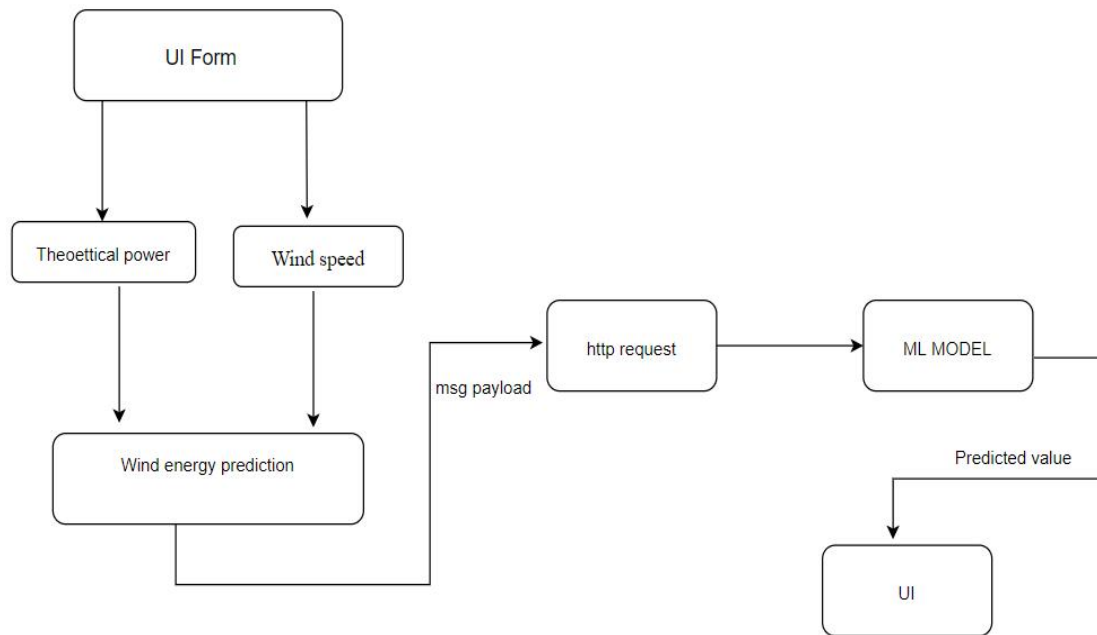 UI Form
Theoettical power
Wind speed
http request
ML MODEL
msg payload
Wind energy prediction
Predicted value
UI